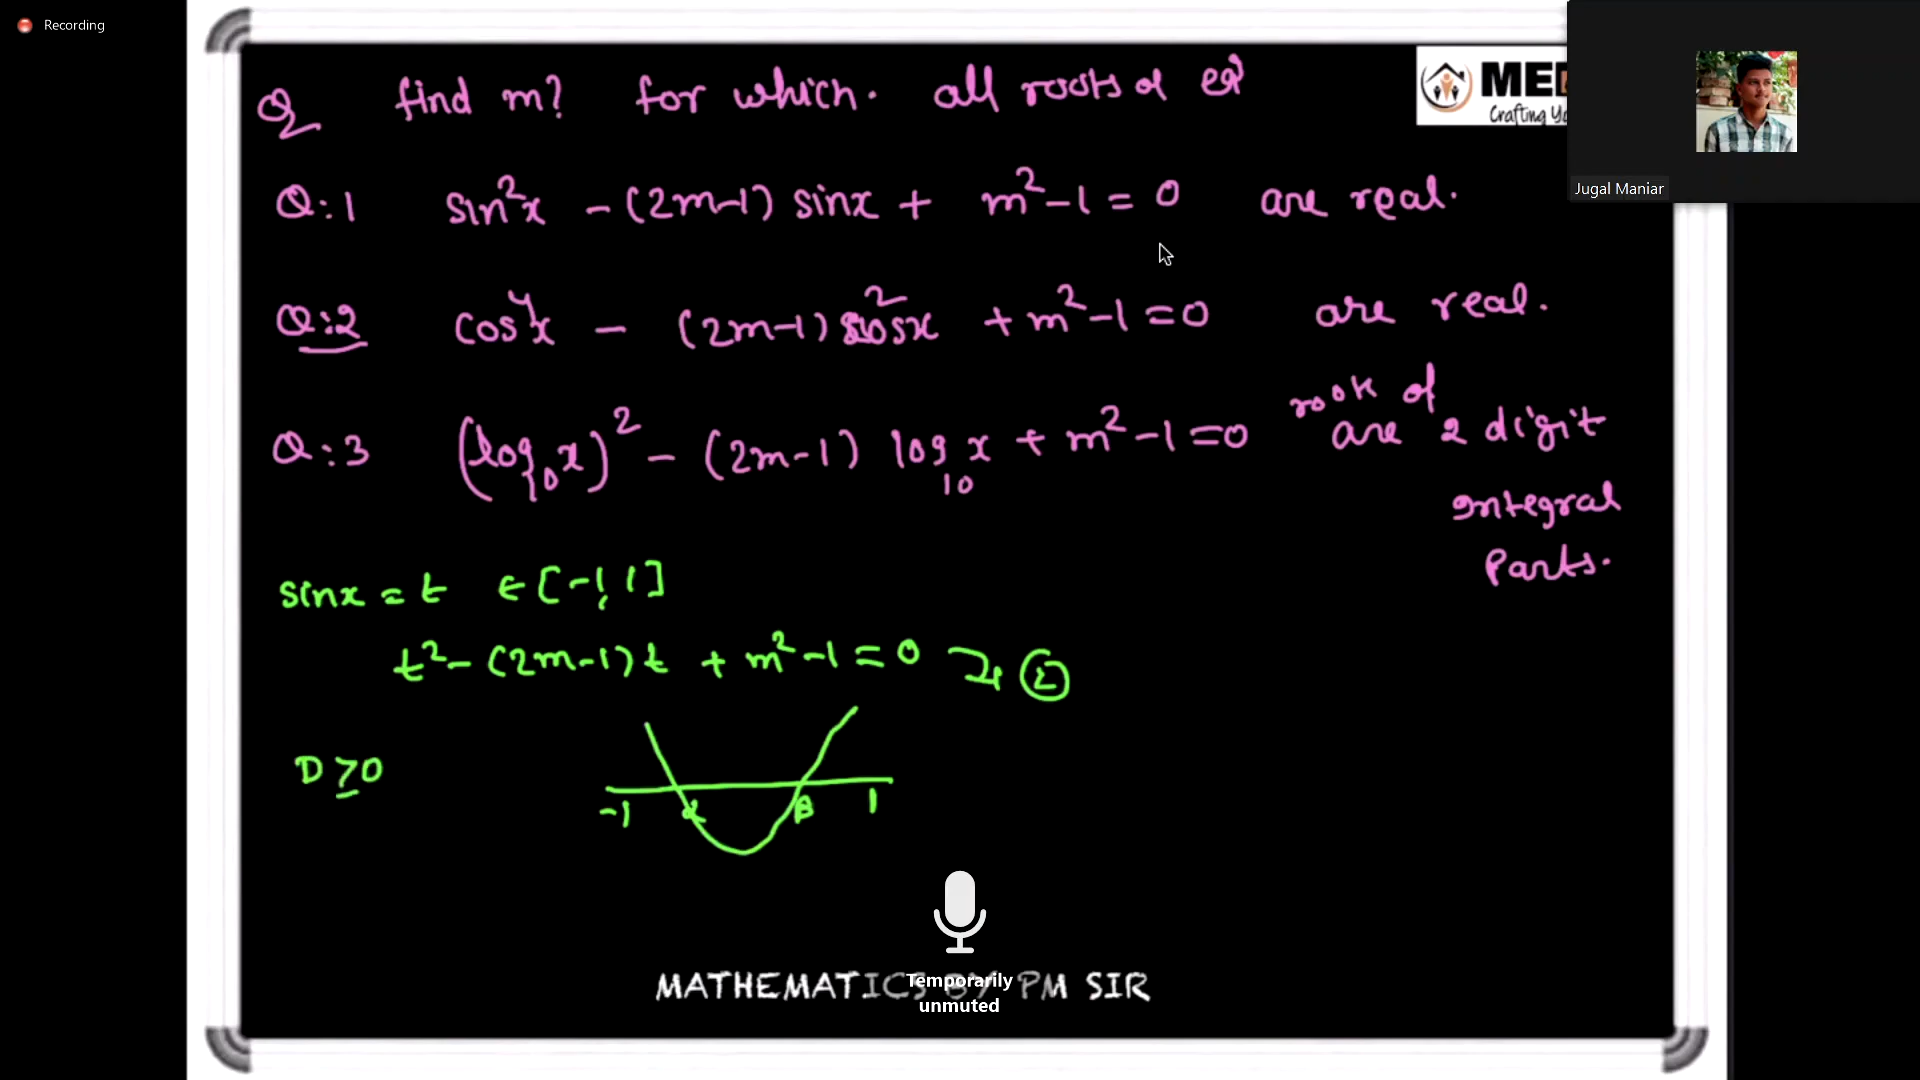 Recording
Q find m? for which. all roots of eqn
Q:1 sin²x - (2m-1) sinx + m²-1 = 0 are real.
Q:2 cos⁴x - (2m-1) cos²x + m²-1 = 0 are real.
Q:3 (log₁₀x)² - (2m-1) log₁₀x + m²-1 = 0 roots of are 2 digit
integral
Parts.
sinx = t ∈ [-1, 1]
t² - (2m-1)t + m²-1 = 0
D ≥ 0
-1 α β 1
MATHEMATICS BY PM SIR
Temporarily
unmuted
MED
Crafting Yo
Jugal Maniar